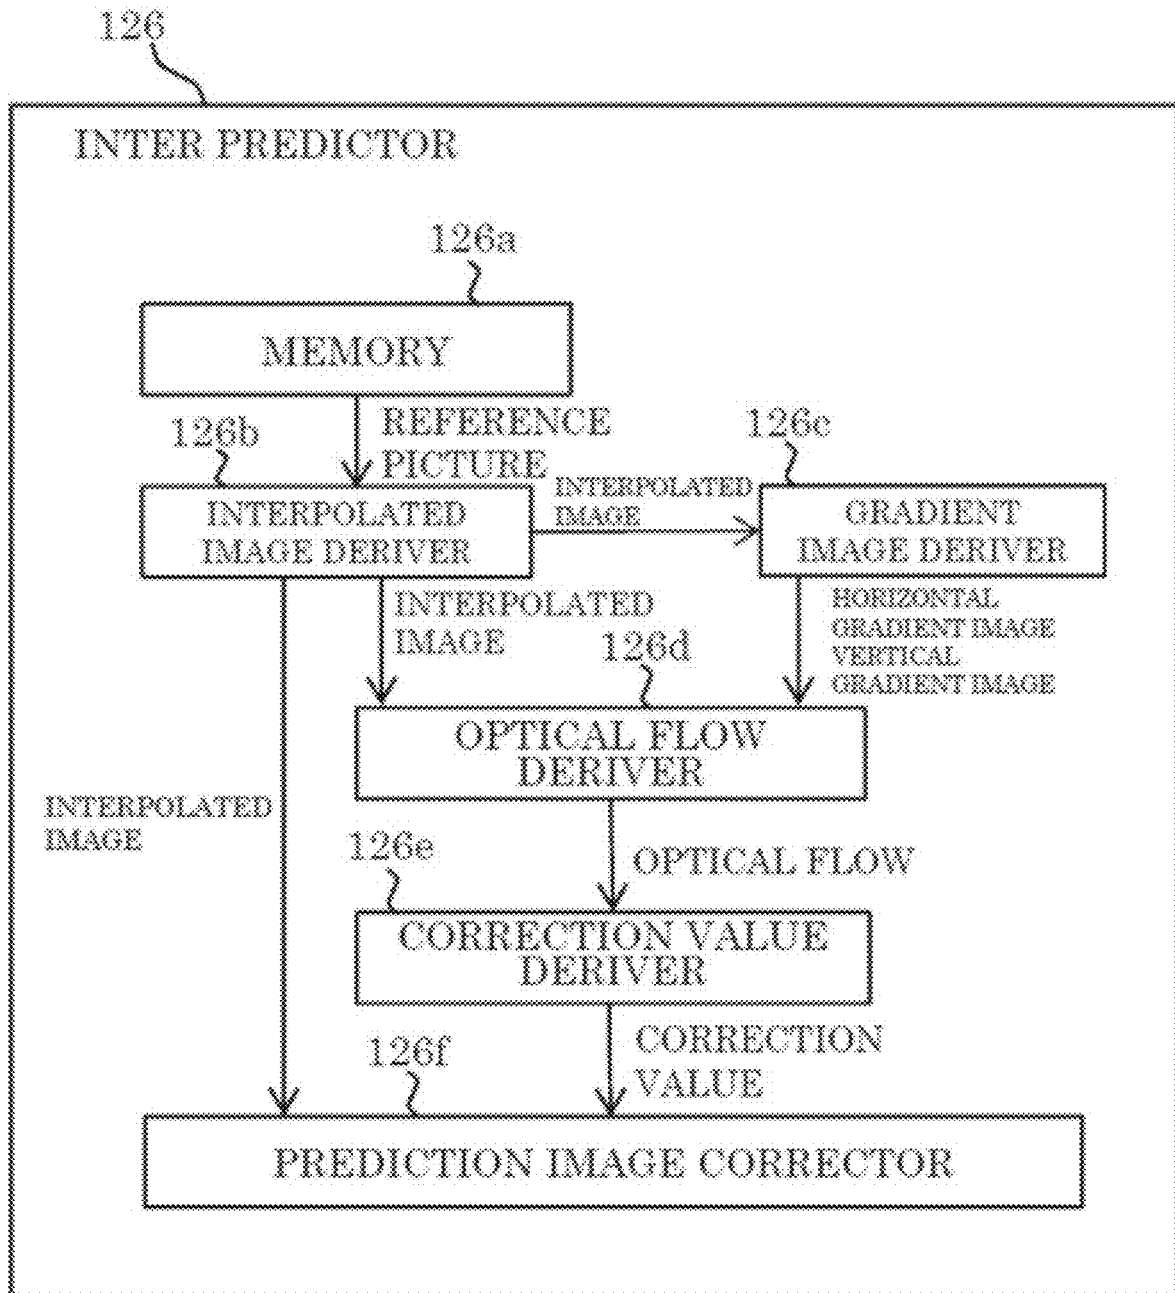 126
INTER PREDICTOR
126a
MEMORY
REFERENCE
PICTURE
126b
126c
INTERPOLATED
IMAGE DERIVER
INTERPOLATED
IMAGE
GRADIENT
IMAGE DERIVER
INTERPOLATED
IMAGE
HORIZONTAL
GRADIENT IMAGE
VERTICAL
GRADIENT IMAGE
126d
OPTICAL FLOW
DERIVER
INTERPOLATED
IMAGE
126e
OPTICAL FLOW
CORRECTION VALUE
DERIVER
126f
CORRECTION
VALUE
PREDICTION IMAGE CORRECTOR